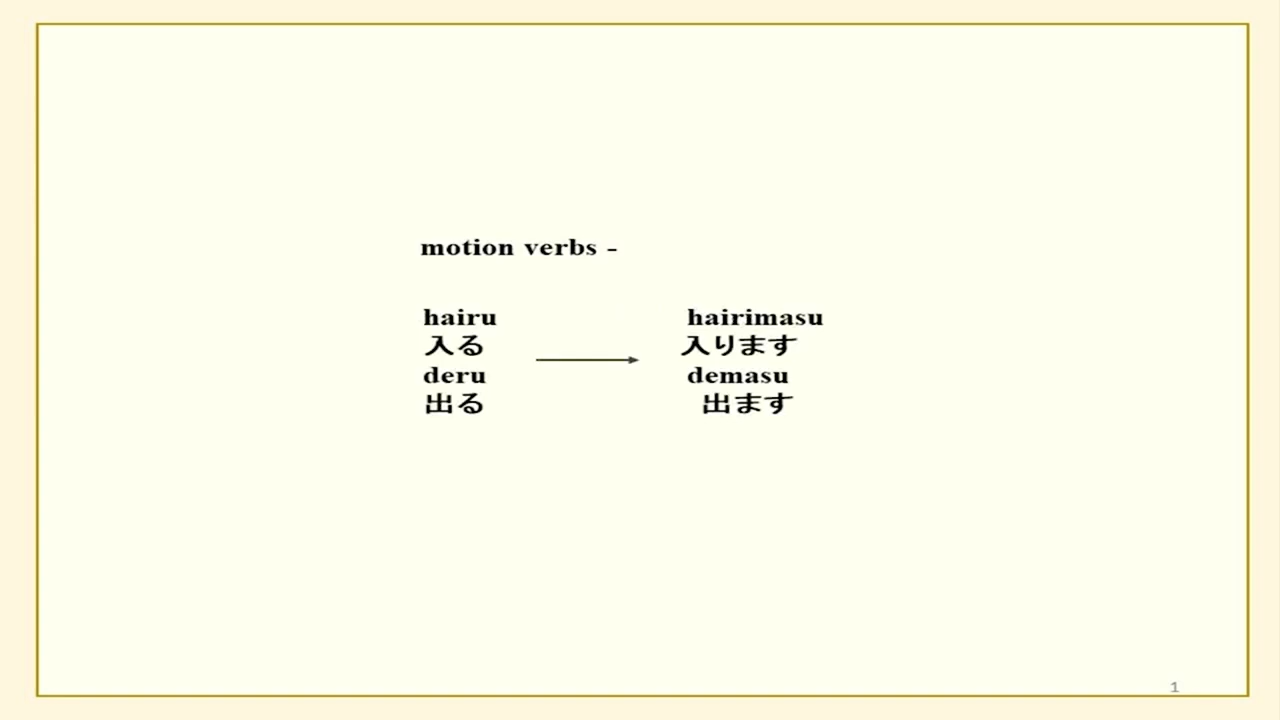 motion verbs -
hairu hairimasu
入る 入ります
deru demasu
出る 出ます
1